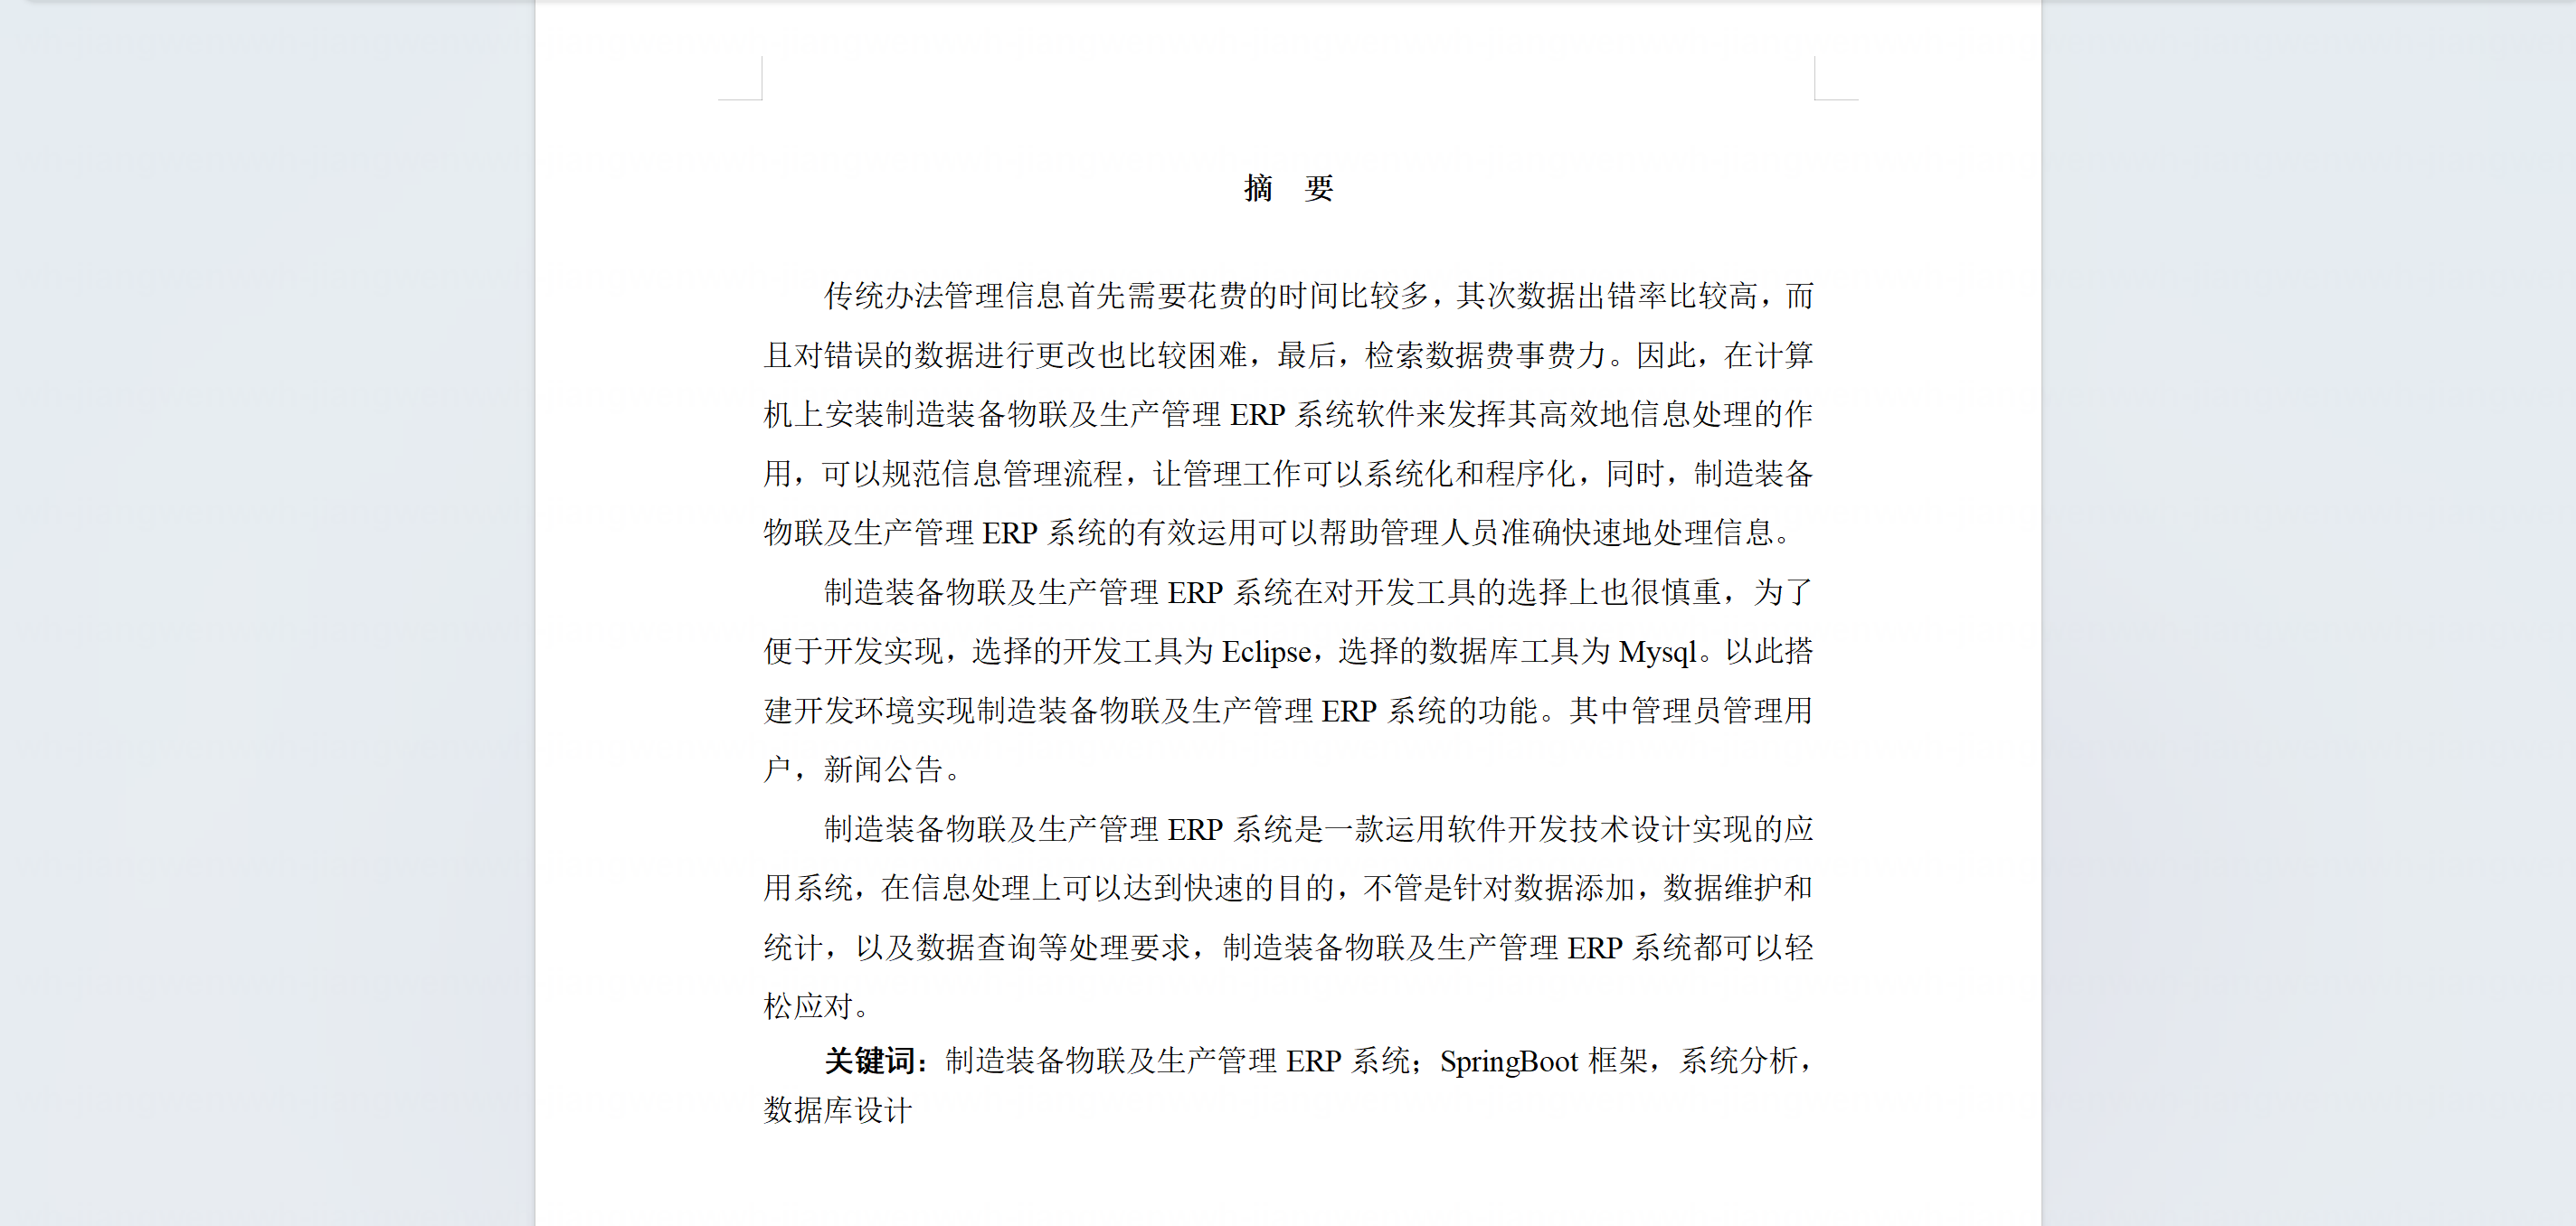 摘 要
传统办法管理信息首先需要花费的时间比较多，其次数据出错率比较高，而
且对错误的数据进行更改也比较困难，最后，检索数据费事费力。因此，在计算
机上安装制造装备物联及生产管理 ERP 系统软件来发挥其高效地信息处理的作
用，可以规范信息管理流程，让管理工作可以系统化和程序化，同时，制造装备
物联及生产管理 ERP 系统的有效运用可以帮助管理人员准确快速地处理信息。
制造装备物联及生产管理 ERP 系统在对开发工具的选择上也很慎重，为了
便于开发实现，选择的开发工具为 Eclipse，选择的数据库工具为 Mysql。以此搭
建开发环境实现制造装备物联及生产管理 ERP 系统的功能。其中管理员管理用
户，新闻公告。
制造装备物联及生产管理 ERP 系统是一款运用软件开发技术设计实现的应
用系统，在信息处理上可以达到快速的目的，不管是针对数据添加，数据维护和
统计，以及数据查询等处理要求，制造装备物联及生产管理 ERP 系统都可以轻
松应对。
关键词：制造装备物联及生产管理 ERP 系统；SpringBoot 框架，系统分析，
数据库设计